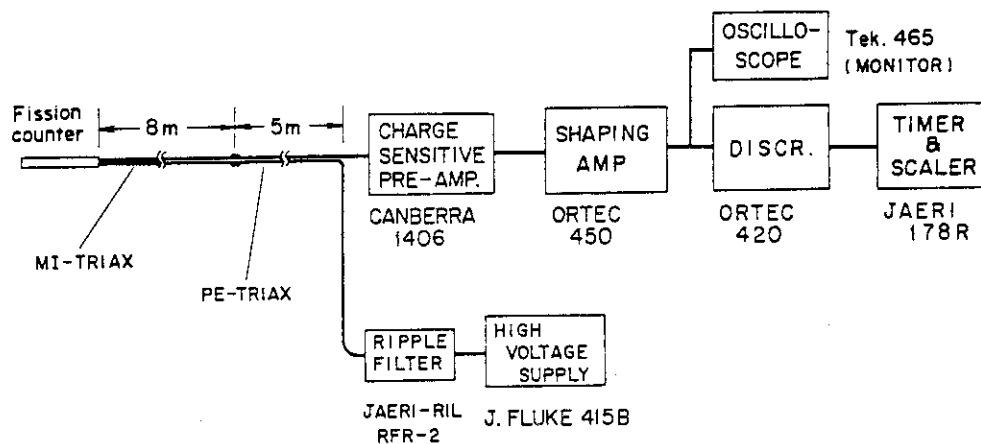 Fission
counter
8m
5m
MI-TRIAX
PE-TRIAX
CHARGE
SENSITIVE
PRE-AMP.
CANBERRA
1406
SHAPING
AMP
ORTEC
450
OSCILLO-
SCOPE
Tek. 465
(MONITOR)
DISCR.
ORTEC
420
TIMER
&
SCALER
JAERI
178R
RIPPLE
FILTER
JAERI-RIL
RFR-2
HIGH
VOLTAGE
SUPPLY
J. FLUKE 415B